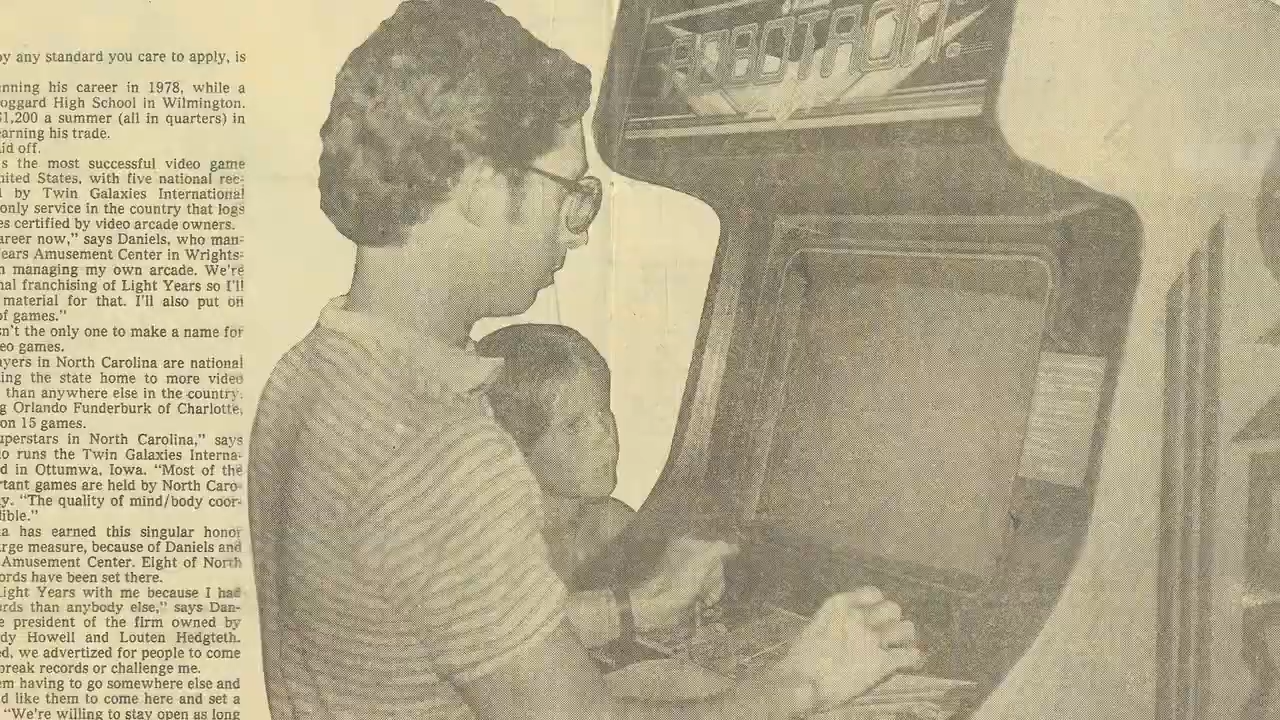 by any standard you care to apply, is
nning his career in 1978, while a
oggard High School in Wilmington.
$1,200 a summer (all in quarters) in
earning his trade.
id off.
s the most successful video game
nited States, with five national rec-
l by Twin Galaxies International
only service in the country that logs
es certified by video arcade owners.
areer now," says Daniels, who man-
ears Amusement Center in Wrights-
n managing my own arcade. We're
nal franchising of Light Years so I'll
material for that. I'll also put on
of games."
sn't the only one to make a name for
eo games.
ayers in North Carolina are national
ing the state home to more video
than anywhere else in the country.
g Orlando Funderburk of Charlotte,
on 15 games.
uperstars in North Carolina," says
o runs the Twin Galaxies Interna-
d in Ottumwa, Iowa. "Most of the
rtant games are held by North Caro-
y. "The quality of mind/body coor-
dible."
a has earned this singular honor
arge measure, because of Daniels and
Amusement Center. Eight of North
ords have been set there.
Light Years with me because I had
rds than anybody else," says Dan-
e president of the firm owned by
dy Howell and Louten Hedgteth.
ed, we advertized for people to come
break records or challenge me.
em having to go somewhere else and
d like them to come here and set a
"We're willing to stay open as long
ROBOTRON